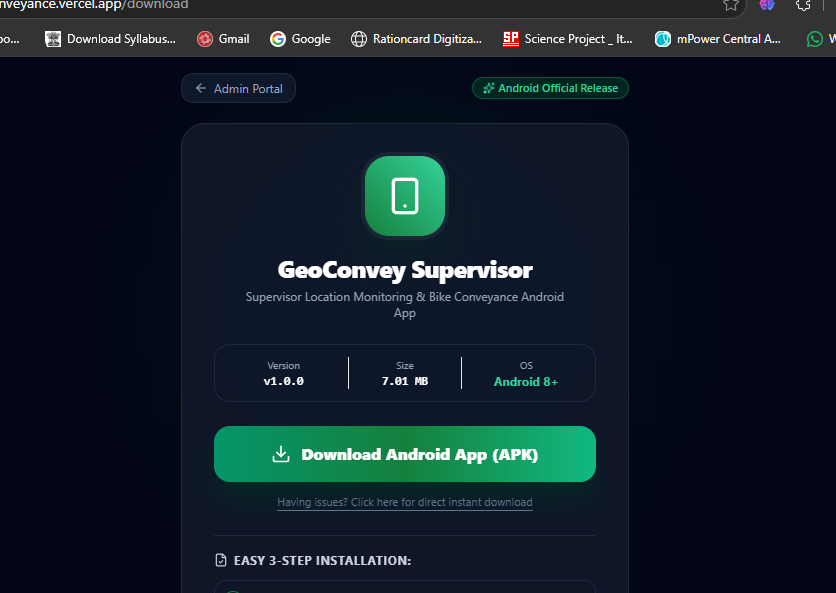 nveyance.vercel.app/download
Download Syllabus...
Gmail
Google
Rationcard Digitiza...
SP
Science Project _ It...
mPower Central A...
Admin Portal
Android Official Release
GeoConvey Supervisor
Supervisor Location Monitoring & Bike Conveyance Android
App
Version
Size
OS
v1.0.0
7.01 MB
Android 8+
Download Android App (APK)
Having issues? Click here for direct instant download
EASY 3-STEP INSTALLATION: